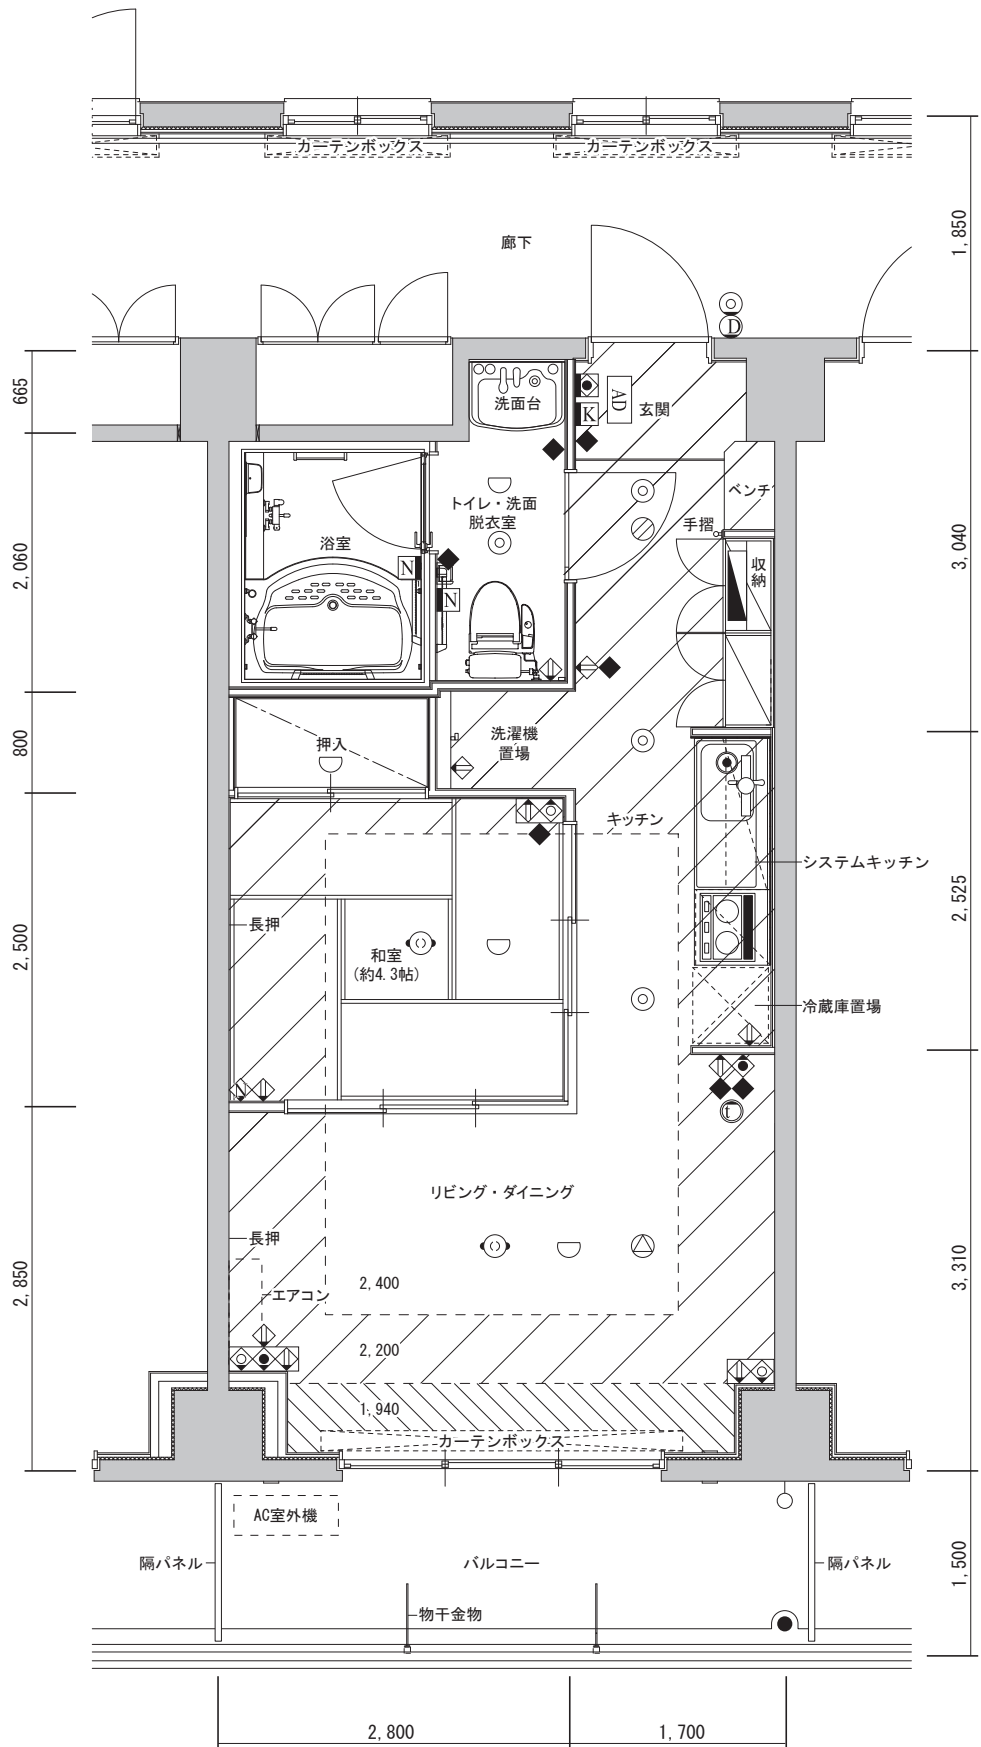 カーテンボックス
カーテンボックス
1,850
廊下
D
665
洗面台
K
AD
玄関
ベンチ
トイレ・洗面
脱衣室
手摺
浴室
収納
2,060
3,040
N
N
800
押入
洗濯機
置場
キッチン
システムキッチン
2,500
2,525
長押
和室
(約4.3帖)
冷蔵庫置場
N
t
リビング・ダイニング
長押
2,850
3,310
エアコン
2,400
2,200
1,940
カーテンボックス
AC室外機
隔パネル
バルコニー
隔パネル
1,500
物干金物
2,800
1,700